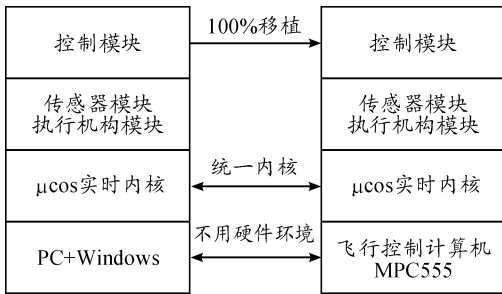 控制模块
100%移植
控制模块
传感器模块
执行机构模块
传感器模块
执行机构模块
μcos实时内核
统一内核
μcos实时内核
PC+Windows
不用硬件环境
飞行控制计算机
MPC555